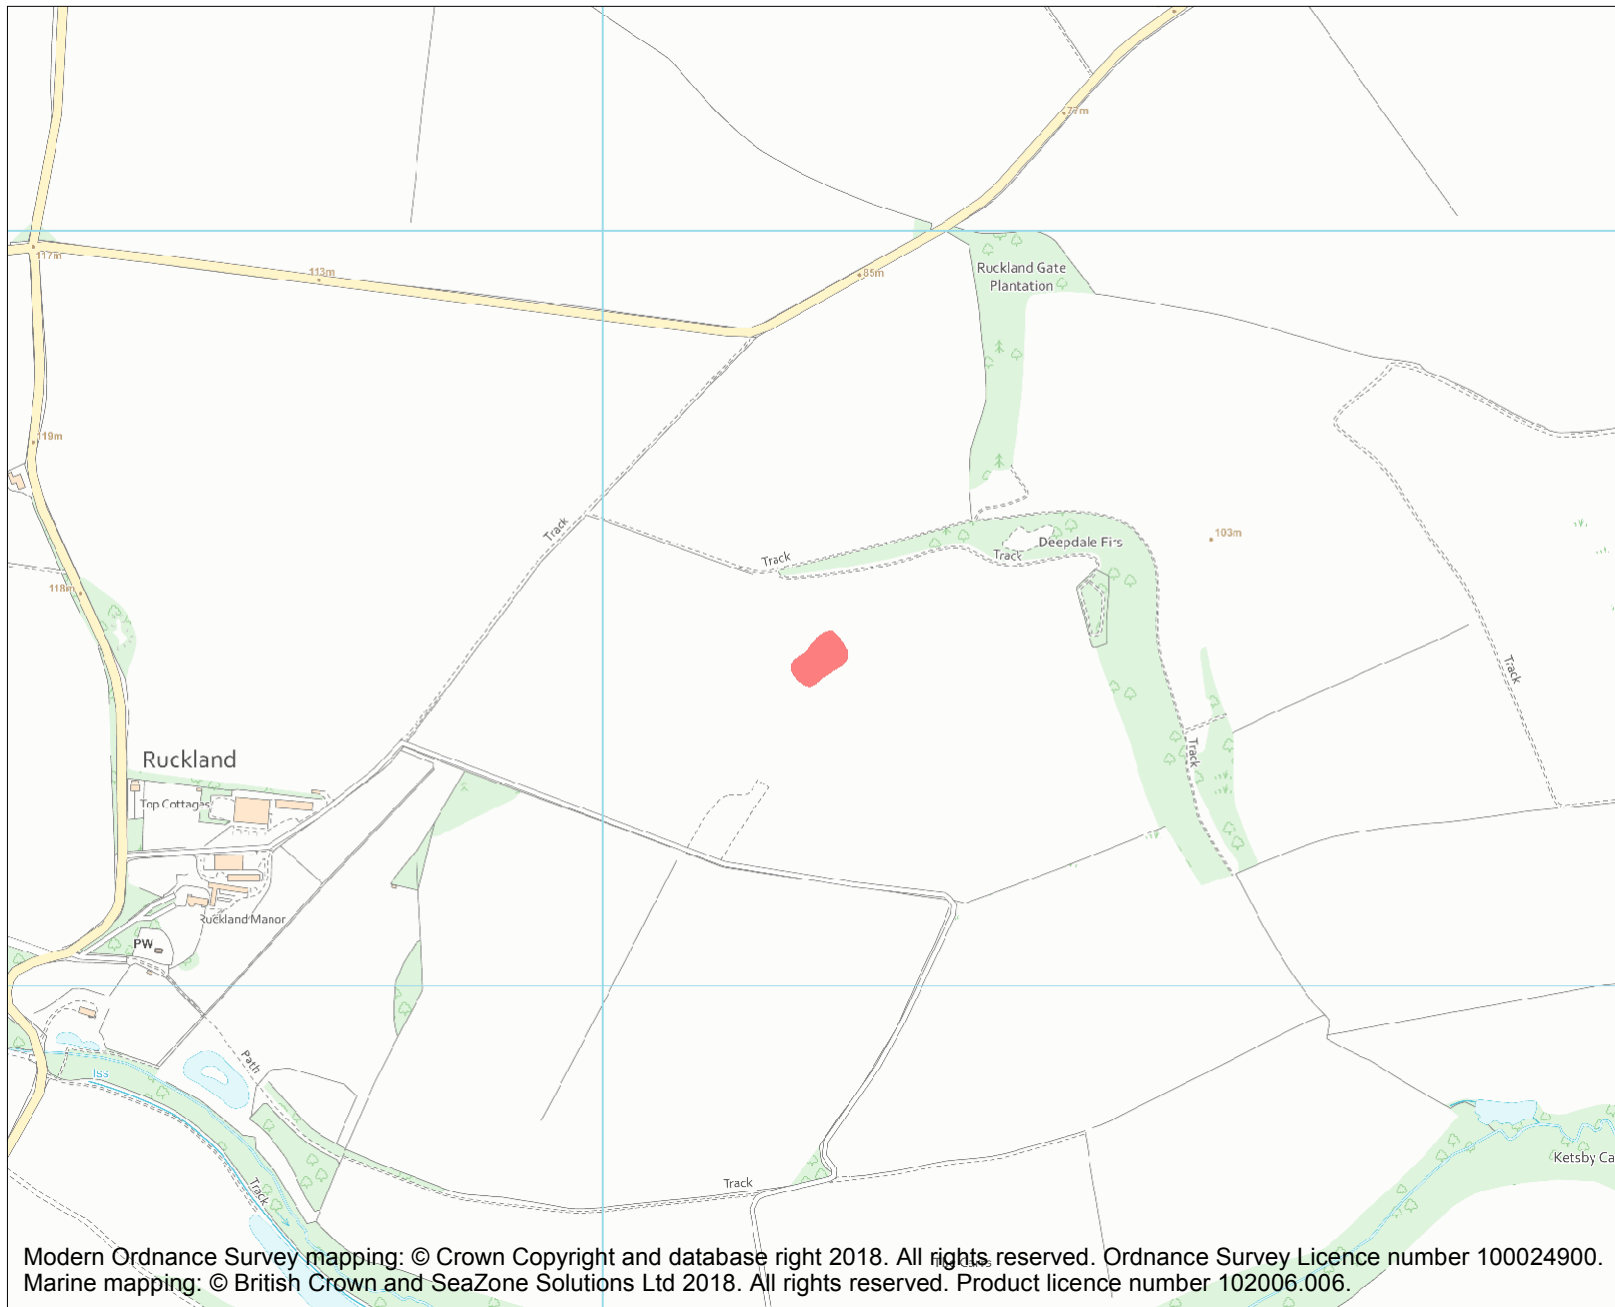 77m
117m
113m
85m
Ruckland Gate
Plantation
119m
Track
Track
Track
Deepdale Firs
103m
118m
Track
Track
Ruckland
Top Cottages
Ruckland Manor
PW
Path
Iss
Track
Track
Ketsby Ca
Modern Ordnance Survey mapping: © Crown Copyright and database right 2018. All rights reserved. Ordnance Survey Licence number 100024900.
Marine mapping: © British Crown and SeaZone Solutions Ltd 2018. All rights reserved. Product licence number 102006.006.